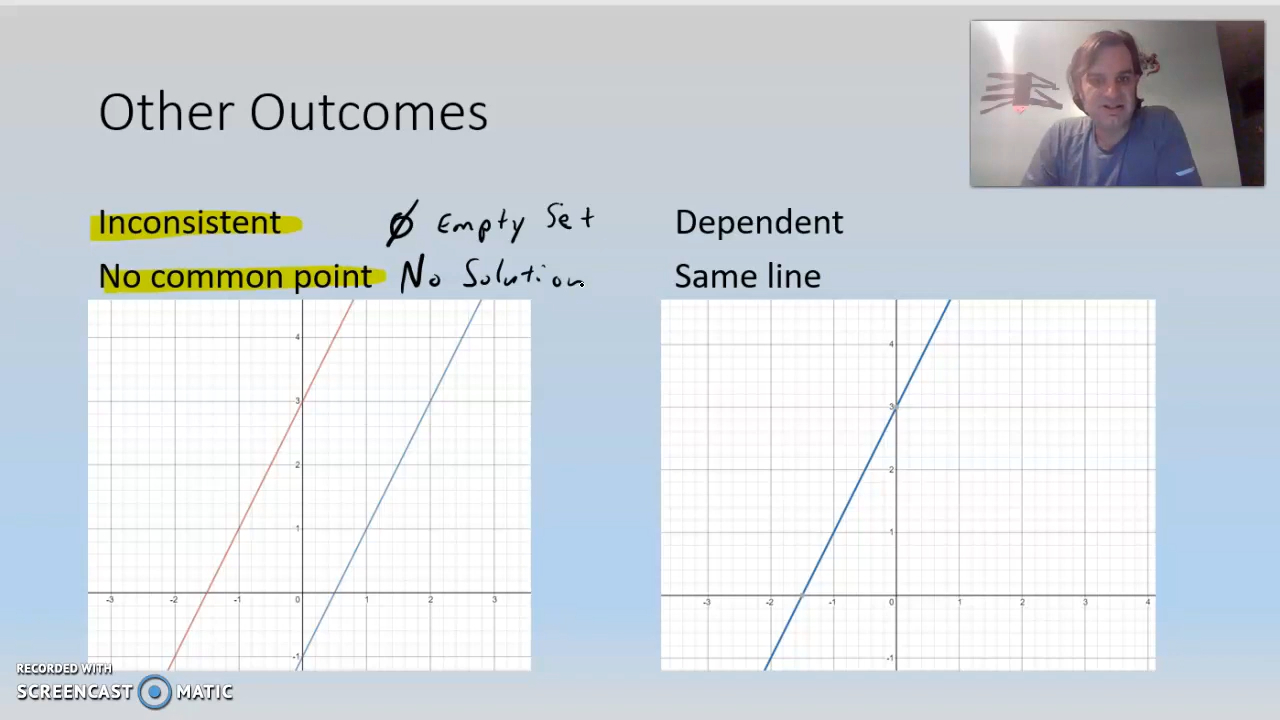 Other Outcomes
Inconsistent ∅ Empty Set
No common point No Solution
Dependent
Same line
4
3
2
1
-3 -2 -1 0 1 2 3
-1
4
3
2
1
-3 -2 -1 0 1 2 3 4
-1
RECORDED WITH
SCREENCAST MATIC